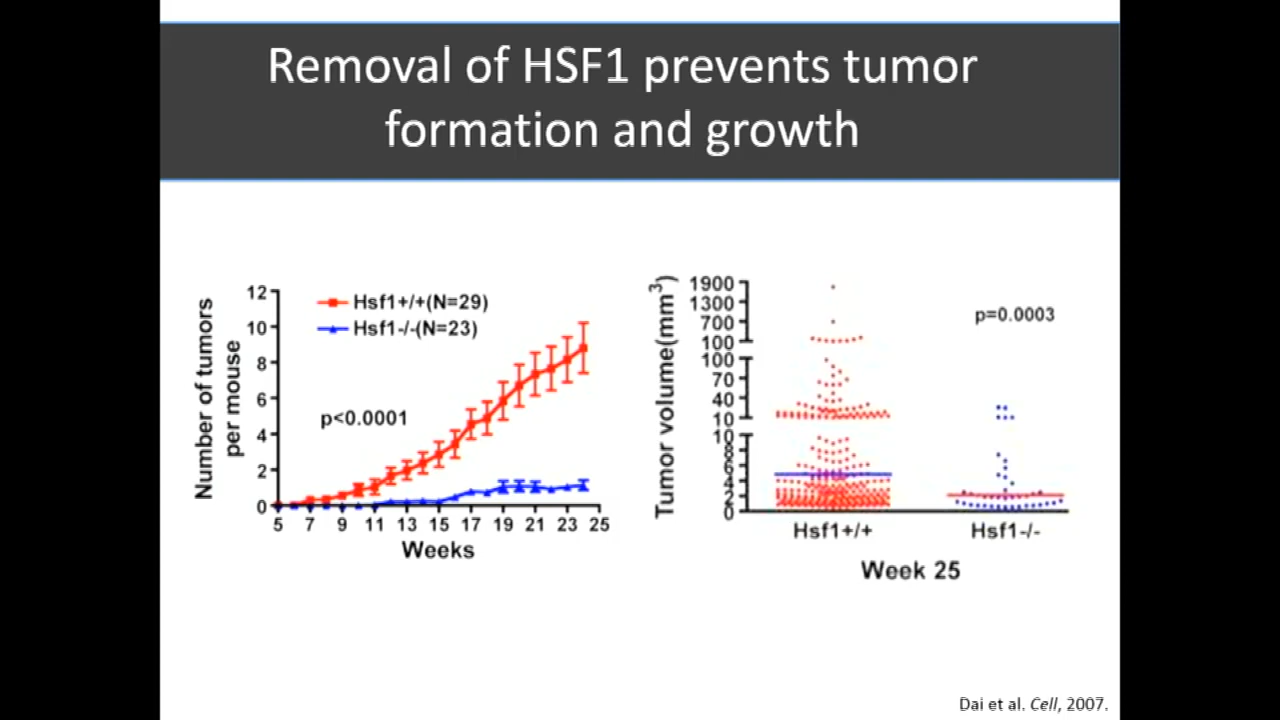 Removal of HSF1 prevents tumor
formation and growth
Number of tumors
per mouse
12
10
8
6
4
2
0
Hsf1+/+(N=29)
Hsf1-/-(N=23)
p<0.0001
5 7 9 11 13 15 17 19 21 23 25
Weeks
Tumor volume(mm³)
1900
1300
700
100
100
70
40
10
10
8
6
4
2
0
p=0.0003
Hsf1+/+ Hsf1-/-
Week 25
Dai et al. Cell, 2007.